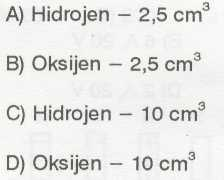 A) Hidrojen – 2,5 cm³
B) Oksijen – 2,5 cm³
C) Hidrojen – 10 cm³
D) Oksijen – 10 cm³